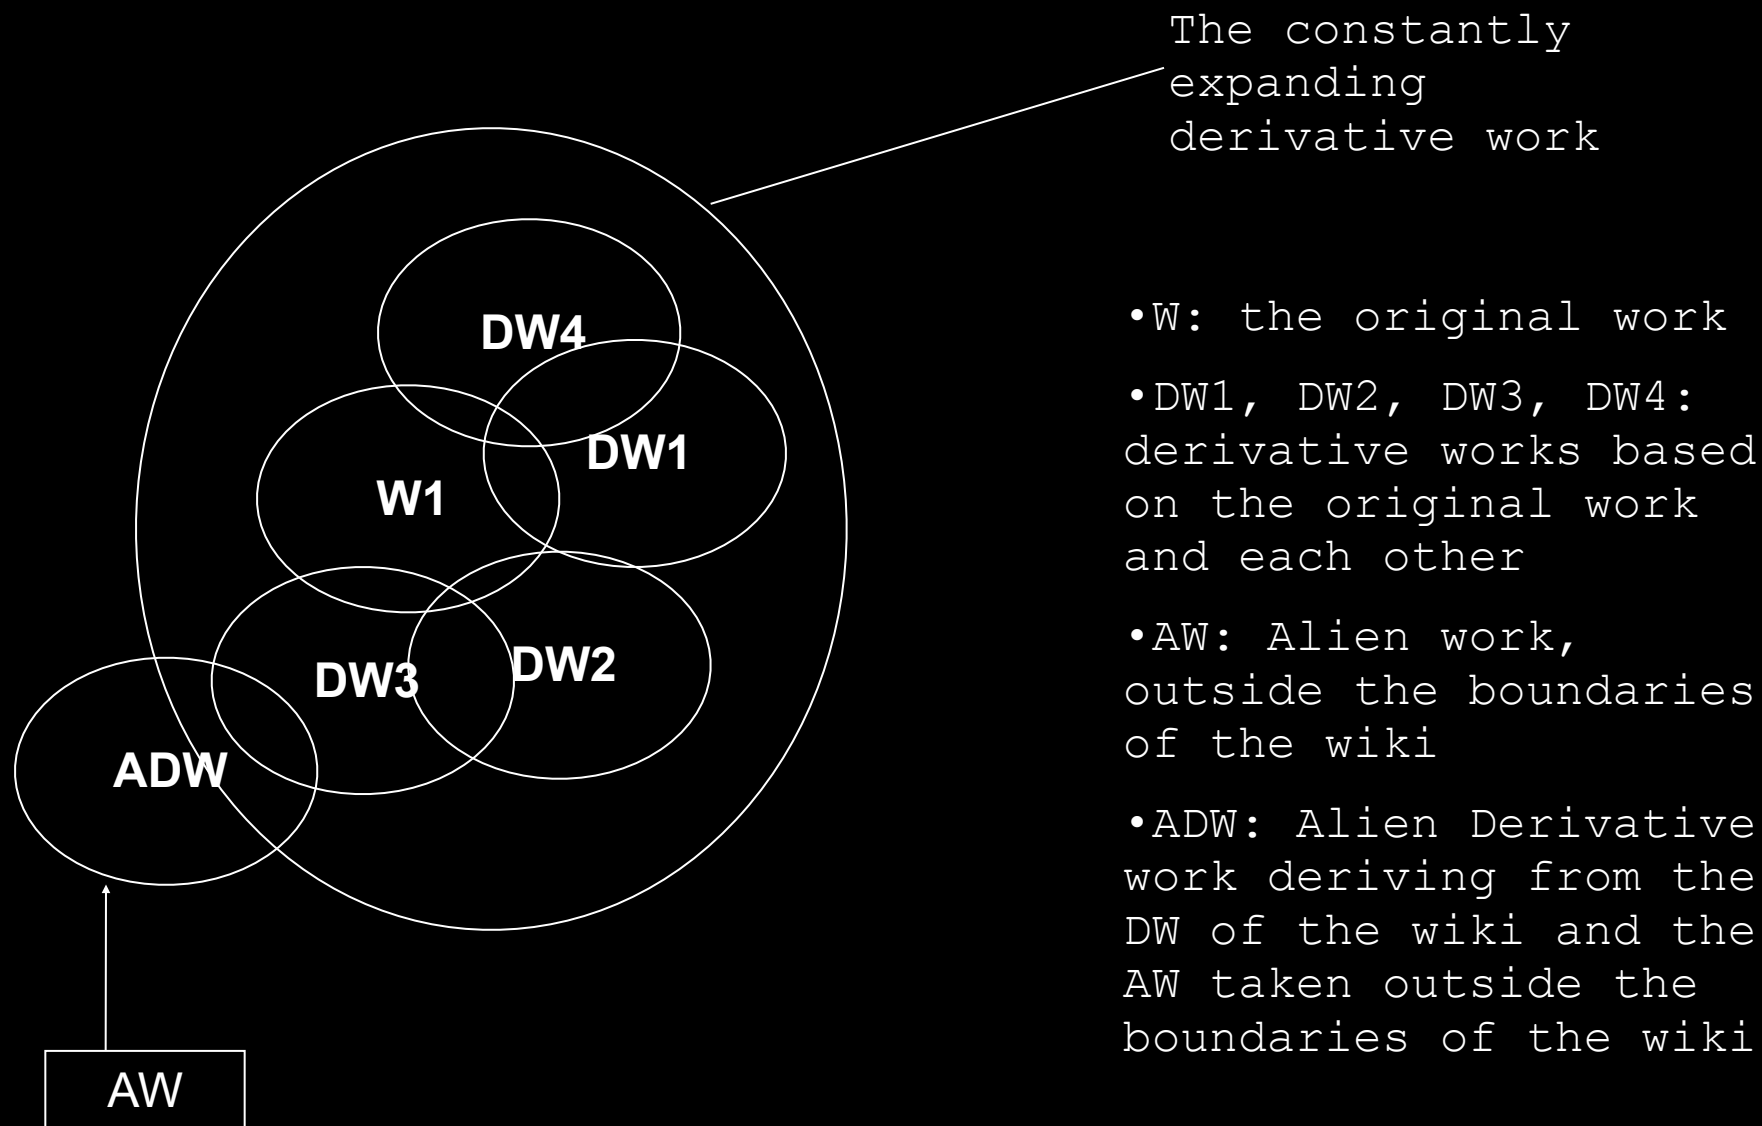 The constantly
expanding
derivative work
DW4
DW1
W1
DW3
DW2
ADW
AW
•W: the original work
•DW1, DW2, DW3, DW4:
derivative works based
on the original work
and each other
•AW: Alien work,
outside the boundaries
of the wiki
•ADW: Alien Derivative
work deriving from the
DW of the wiki and the
AW taken outside the
boundaries of the wiki